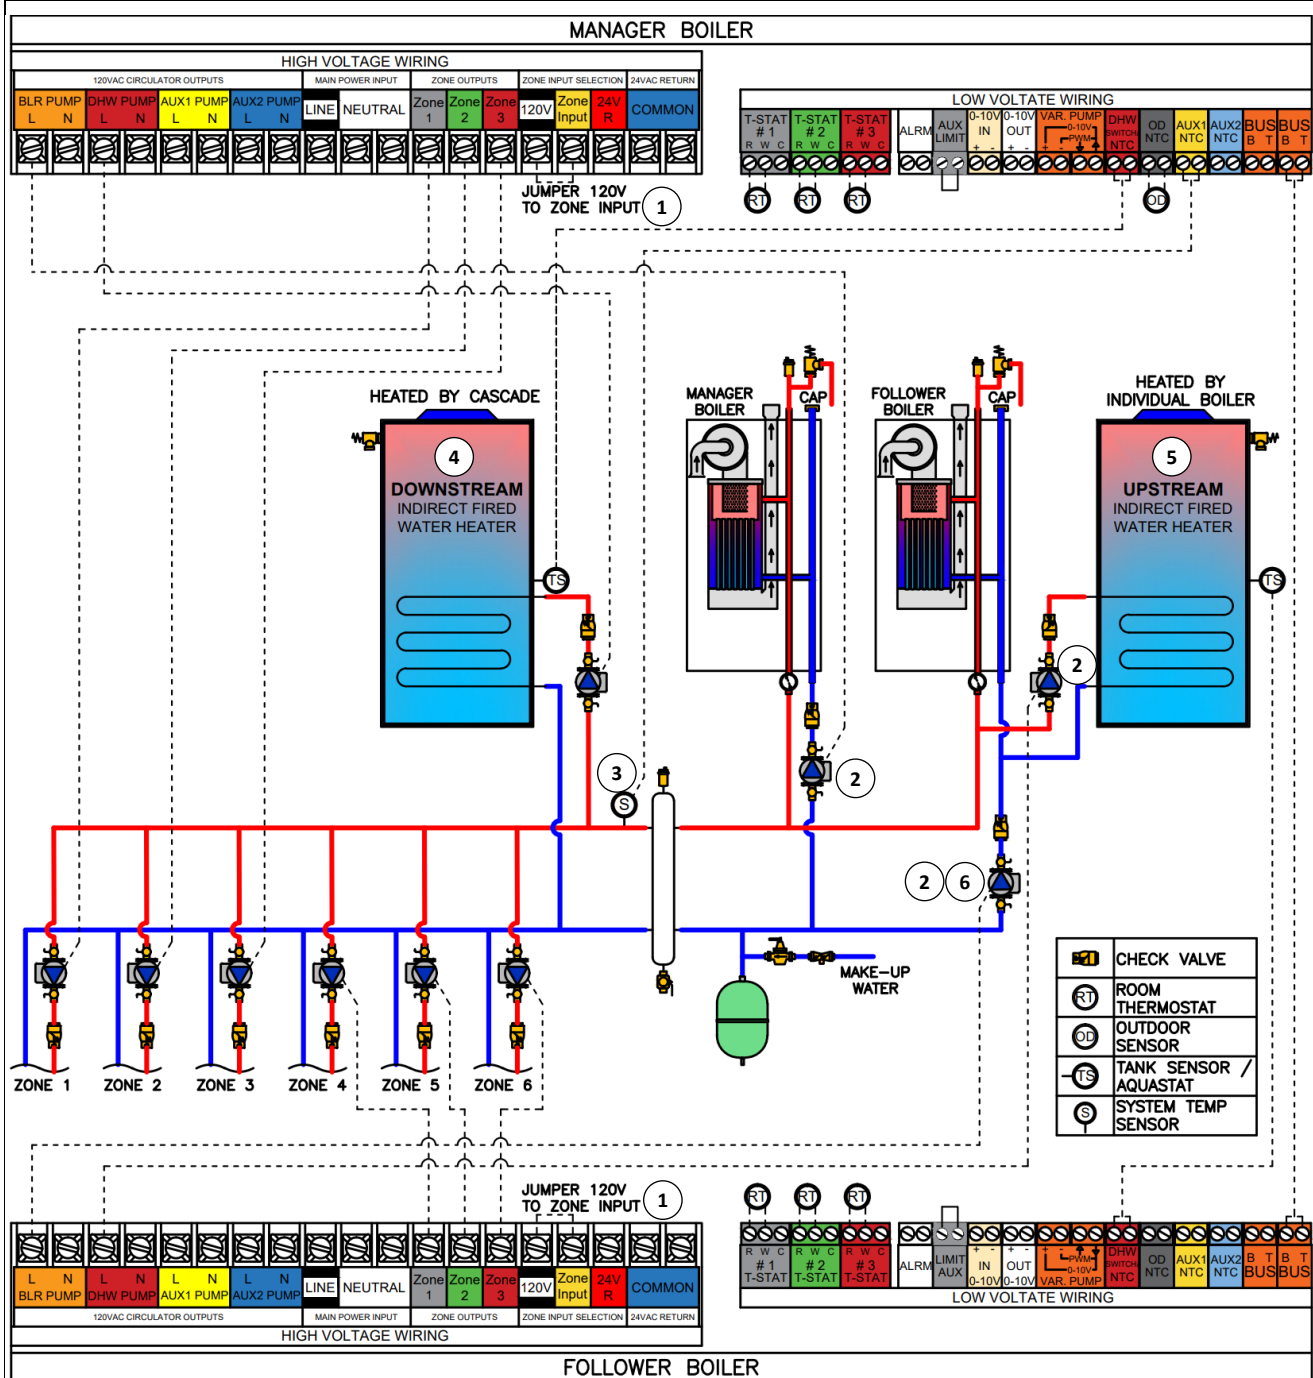 MANAGER BOILER
HIGH VOLTAGE WIRING
120VAC CIRCULATOR OUTPUTS MAIN POWER INPUT ZONE OUTPUTS ZONE INPUT SELECTION 24VAC RETURN
BLR PUMP DHW PUMP AUX1 PUMP AUX2 PUMP LINE NEUTRAL Zone Zone Zone 120V Zone 24V COMMON
L N L N L N L N 1 2 3 Input R
LOW VOLTATE WIRING
T-STAT T-STAT T-STAT ALRM AUX 0-10V 0-10V VAR. PUMP DHW OD AUX1 AUX2 BUS BUS
# 1 # 2 # 3 LIMIT IN OUT 0-10V SWITCH/ NTC NTC NTC B T B T
R W C R W C R W C + - + - + - PWM NTC
JUMPER 120V
TO ZONE INPUT 1
RT RT RT OD
HEATED BY CASCADE
MANAGER
BOILER
CAP
FOLLOWER
BOILER
CAP
HEATED BY
INDIVIDUAL BOILER
4
DOWNSTREAM
INDIRECT FIRED
WATER HEATER
5
UPSTREAM
INDIRECT FIRED
WATER HEATER
TS
TS
2
3
S
2
2 6
MAKE-UP
WATER
CHECK VALVE
RT ROOM
THERMOSTAT
OD OUTDOOR
SENSOR
TS TANK SENSOR /
AQUASTAT
S SYSTEM TEMP
SENSOR
ZONE 1 ZONE 2 ZONE 3 ZONE 4 ZONE 5 ZONE 6
JUMPER 120V
TO ZONE INPUT 1
RT RT RT
L N L N L N L N LINE NEUTRAL Zone Zone Zone 120V Zone 24V COMMON
BLR PUMP DHW PUMP AUX1 PUMP AUX2 PUMP 1 2 3 Input R
120VAC CIRCULATOR OUTPUTS MAIN POWER INPUT ZONE OUTPUTS ZONE INPUT SELECTION 24VAC RETURN
HIGH VOLTAGE WIRING
R W C R W C R W C + - + - + - PWM DHW B T B T
# 1 # 2 # 3 ALRM LIMIT IN OUT 0-10V SWITCH/ OD AUX1 AUX2 BUS BUS
T-STAT T-STAT T-STAT AUX 0-10V 0-10V VAR. PUMP NTC NTC NTC NTC
LOW VOLTATE WIRING
FOLLOWER BOILER